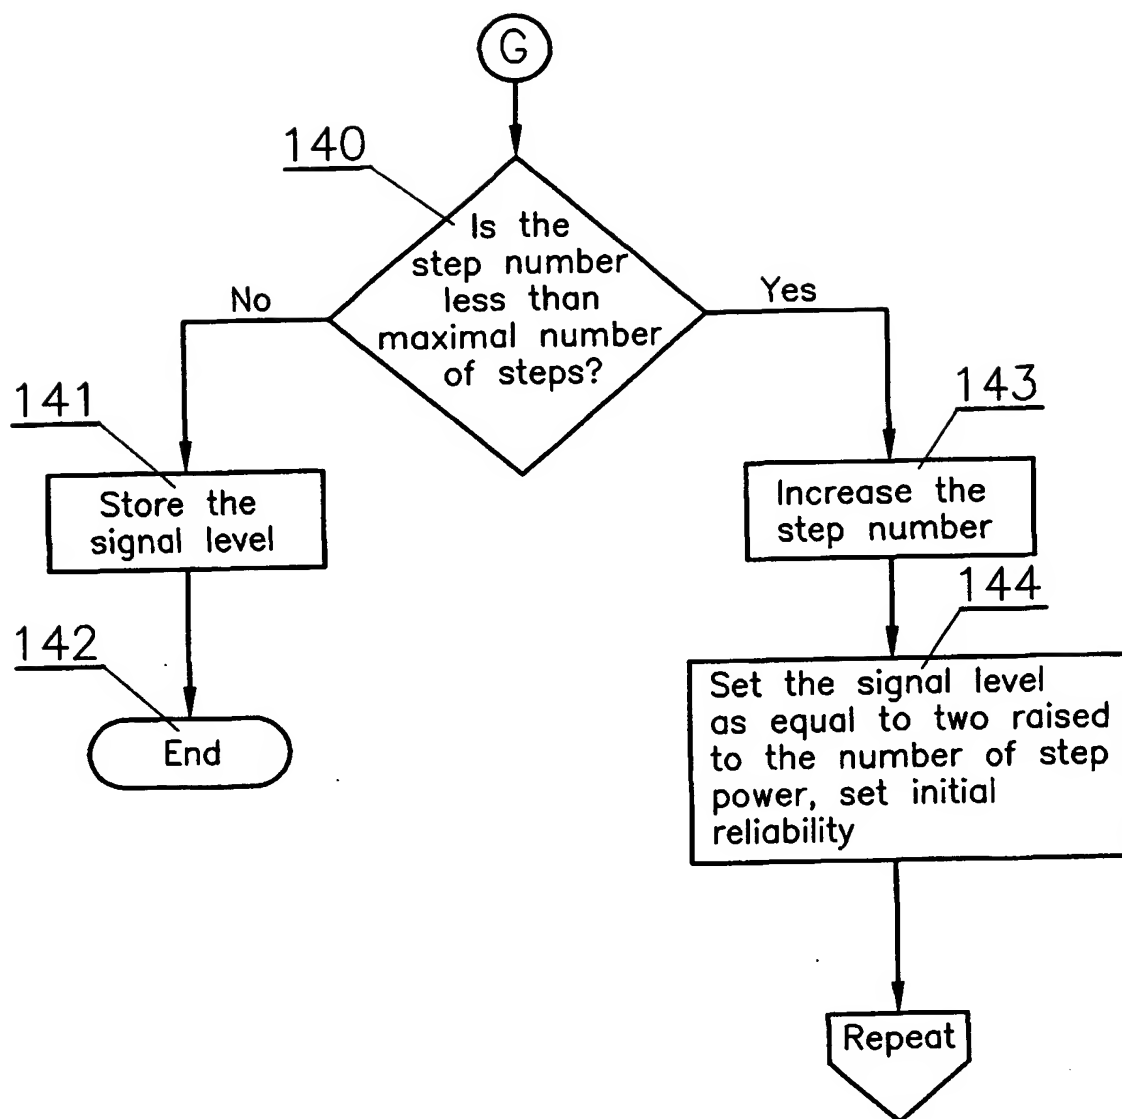 G
140
Is the
step number
less than
maximal number
of steps?
No
Yes
141
143
Store the
signal level
Increase the
step number
142
144
End
Set the signal level
as equal to two raised
to the number of step
power, set initial
reliability
Repeat